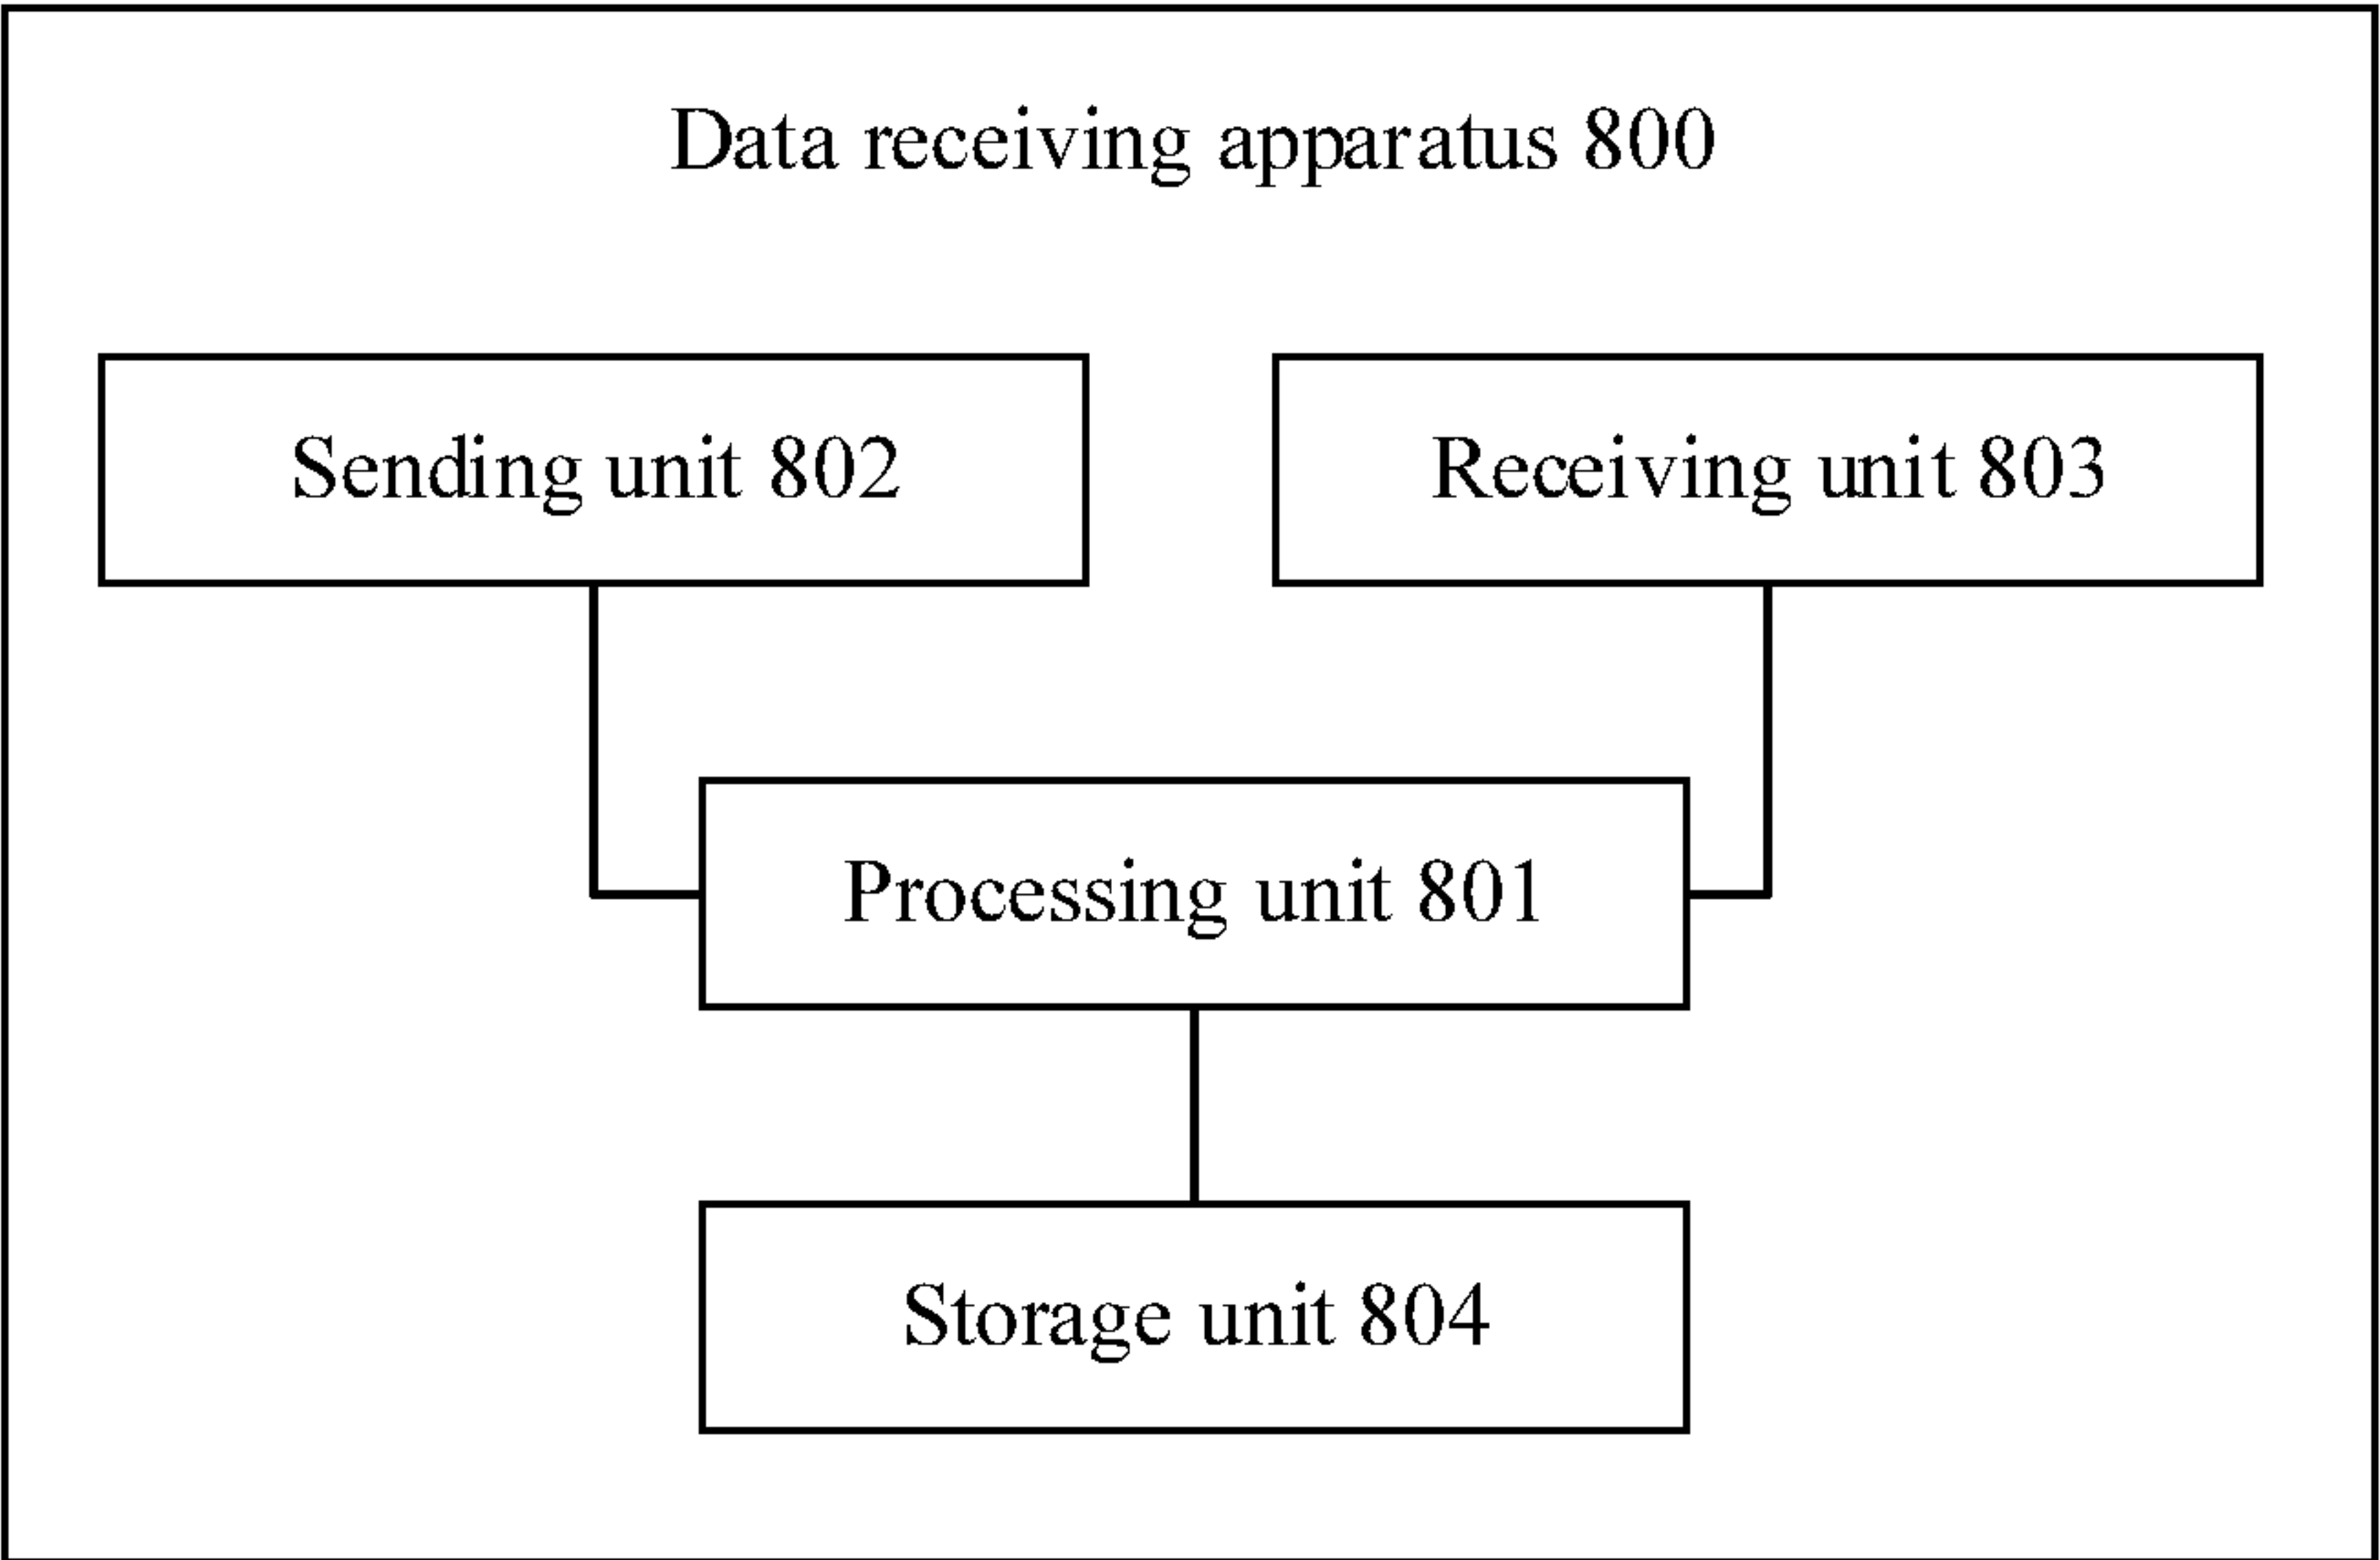 Data receiving apparatus 800
Sending unit 802
Receiving unit 803
Processing unit 801
Storage unit 804